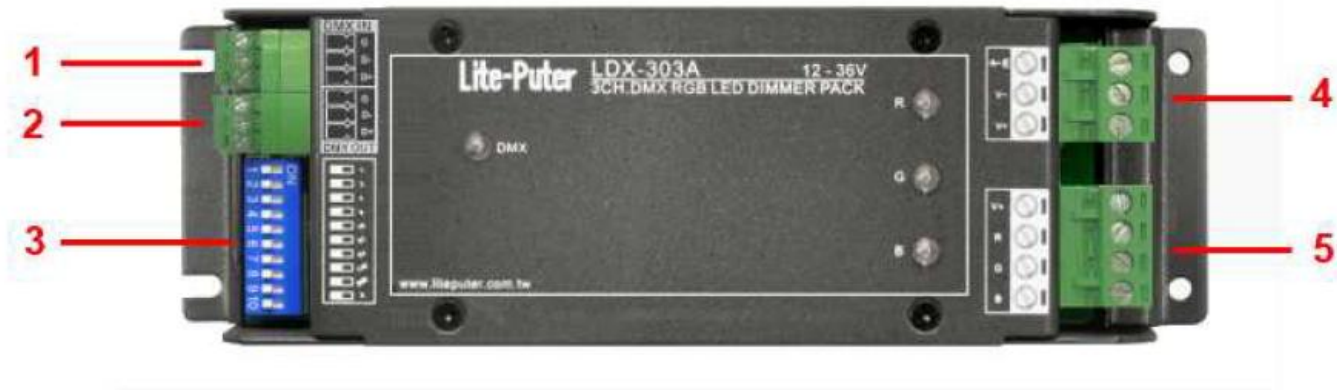 1
2
3
4
5
DMX IN
G
D-
D+
G
D-
D+
DMX OUT
ON
1
2
3
4
5
6
7
8
9
10
Lite-Puter LDX-303A 12 - 36V
3CH.DMX RGB LED DIMMER PACK
DMX
R
G
B
www.liteputer.com.tw
V-
V+
V+
R
G
B